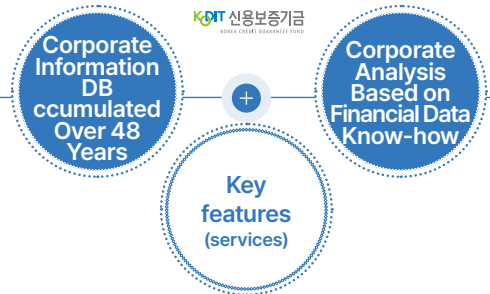 KODIT 신용보증기금
KOREA CREDIT GUARANTEE FUND
Corporate
Information
DB
ccumulated
Over 48
Years
+
Corporate
Analysis
Based on
Financial Data
Know-how
Key
features
(services)